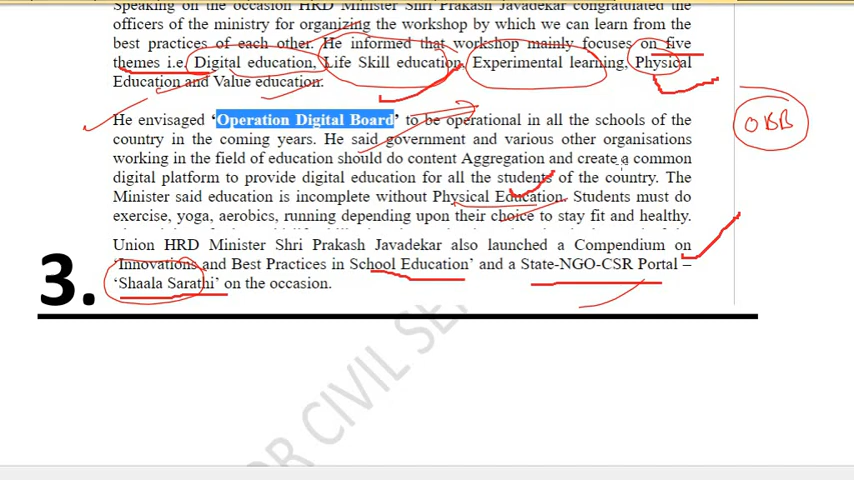 Speaking on the occasion HRD Minister Shri Prakash Javadekar congratulated the
officers of the ministry for organizing the workshop by which we can learn from the
best practices of each other. He informed that workshop mainly focuses on five
themes i.e. Digital education, Life Skill education, Experimental learning, Physical
Education and Value education.
OBB
He envisaged ‘Operation Digital Board’ to be operational in all the schools of the
country in the coming years. He said government and various other organisations
working in the field of education should do content Aggregation and create a common
digital platform to provide digital education for all the students of the country. The
Minister said education is incomplete without Physical Education. Students must do
exercise, yoga, aerobics, running depending upon their choice to stay fit and healthy.
Union HRD Minister Shri Prakash Javadekar also launched a Compendium on
‘Innovations and Best Practices in School Education’ and a State-NGO-CSR Portal –
‘Shaala Sarathi’ on the occasion.
3.
OR CIVIL SE